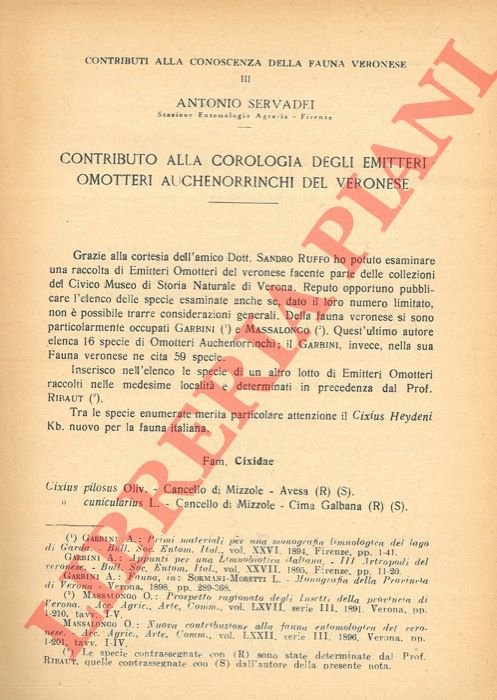 CONTRIBUTI ALLA CONOSCENZA DELLA FAUNA VERONESE
III
ANTONIO SERVADEI
Stazione Entomologia Agraria - Firenze
CONTRIBUTO ALLA COROLOGIA DEGLI EMITTERI
OMOTTERI AUCHENORRINCHI DEL VERONESE
Grazie alla cortesia dell'amico Dott. SANDRO RUFFO ho potuto esaminare
una raccolta di Emitteri Omotteri del veronese facente parte delle collezioni
del Civico Museo di Storia Naturale di Verona. Reputo opportuno pubbli-
care l'elenco delle specie esaminate anche se, dato il loro numero limitato,
non è possibile trarre considerazioni generali. Della fauna veronese si sono
particolarmente occupati GARBINI (¹) e MASSALONGO (²). Quest'ultimo autore
elenca 16 specie di Omotteri Auchenorrinchi; il GARBINI, invece, nella sua
Fauna veronese ne cita 59 specie.
Inserisco nell'elenco le specie di un altro lotto di Emitteri Omotteri
raccolti nelle medesime località e determinati in precedenza dal Prof.
RIBAUT (³).
Tra le specie enumerate merita particolare attenzione il Cixius Heydeni
Kb. nuovo per la fauna italiana.
Fam. Cixidae
Cixius pilosus Oliv. - Cancello di Mizzole - Avesa (R) (S).
" cunicularius L. - Cancello di Mizzole - Cima Galbana (R) (S).
(¹) GARBINI A.: Primi materiali per una monografia limnologica del lago
di Garda - Bull. Soc. Entom. Ital., vol. XXVI, 1894, Firenze, pp. 1-41.
GARBINI A.: Appunti per una Limnobiotica italiana. - III Artropodi del
veronese. - Bull. Soc. Entom. Ital., vol. XXVII, 1895, Firenze, pp. 11-20.
GARBINI A.: Fauna, in: SORMANI-MORETTI L. - Monografia della Provincia
di Verona - Verona, 1898, pp. 289-368.
(²) MASSALONGO O.: Prospetto ragionato degli Insetti della provincia di
Verona. - Acc. Agric., Arte, Comm., vol. LXVII, serie III, 1891, Verona, pp.
1-210, tavv. I-V.
MASSALONGO O.: Nuova contribuzione alla fauna entomologica del vero-
nese. - Acc. Agric., Arte, Comm., vol. LXXII, serie III, 1896, Verona, pp.
1-201, tavv. I-IV.
(³) Le specie contrassegnate con (R) sono state determinate dal Prof.
RIBAUT, quelle contrassegnate con (S) dall'autore della presente nota.
LIBRERIA PIANI